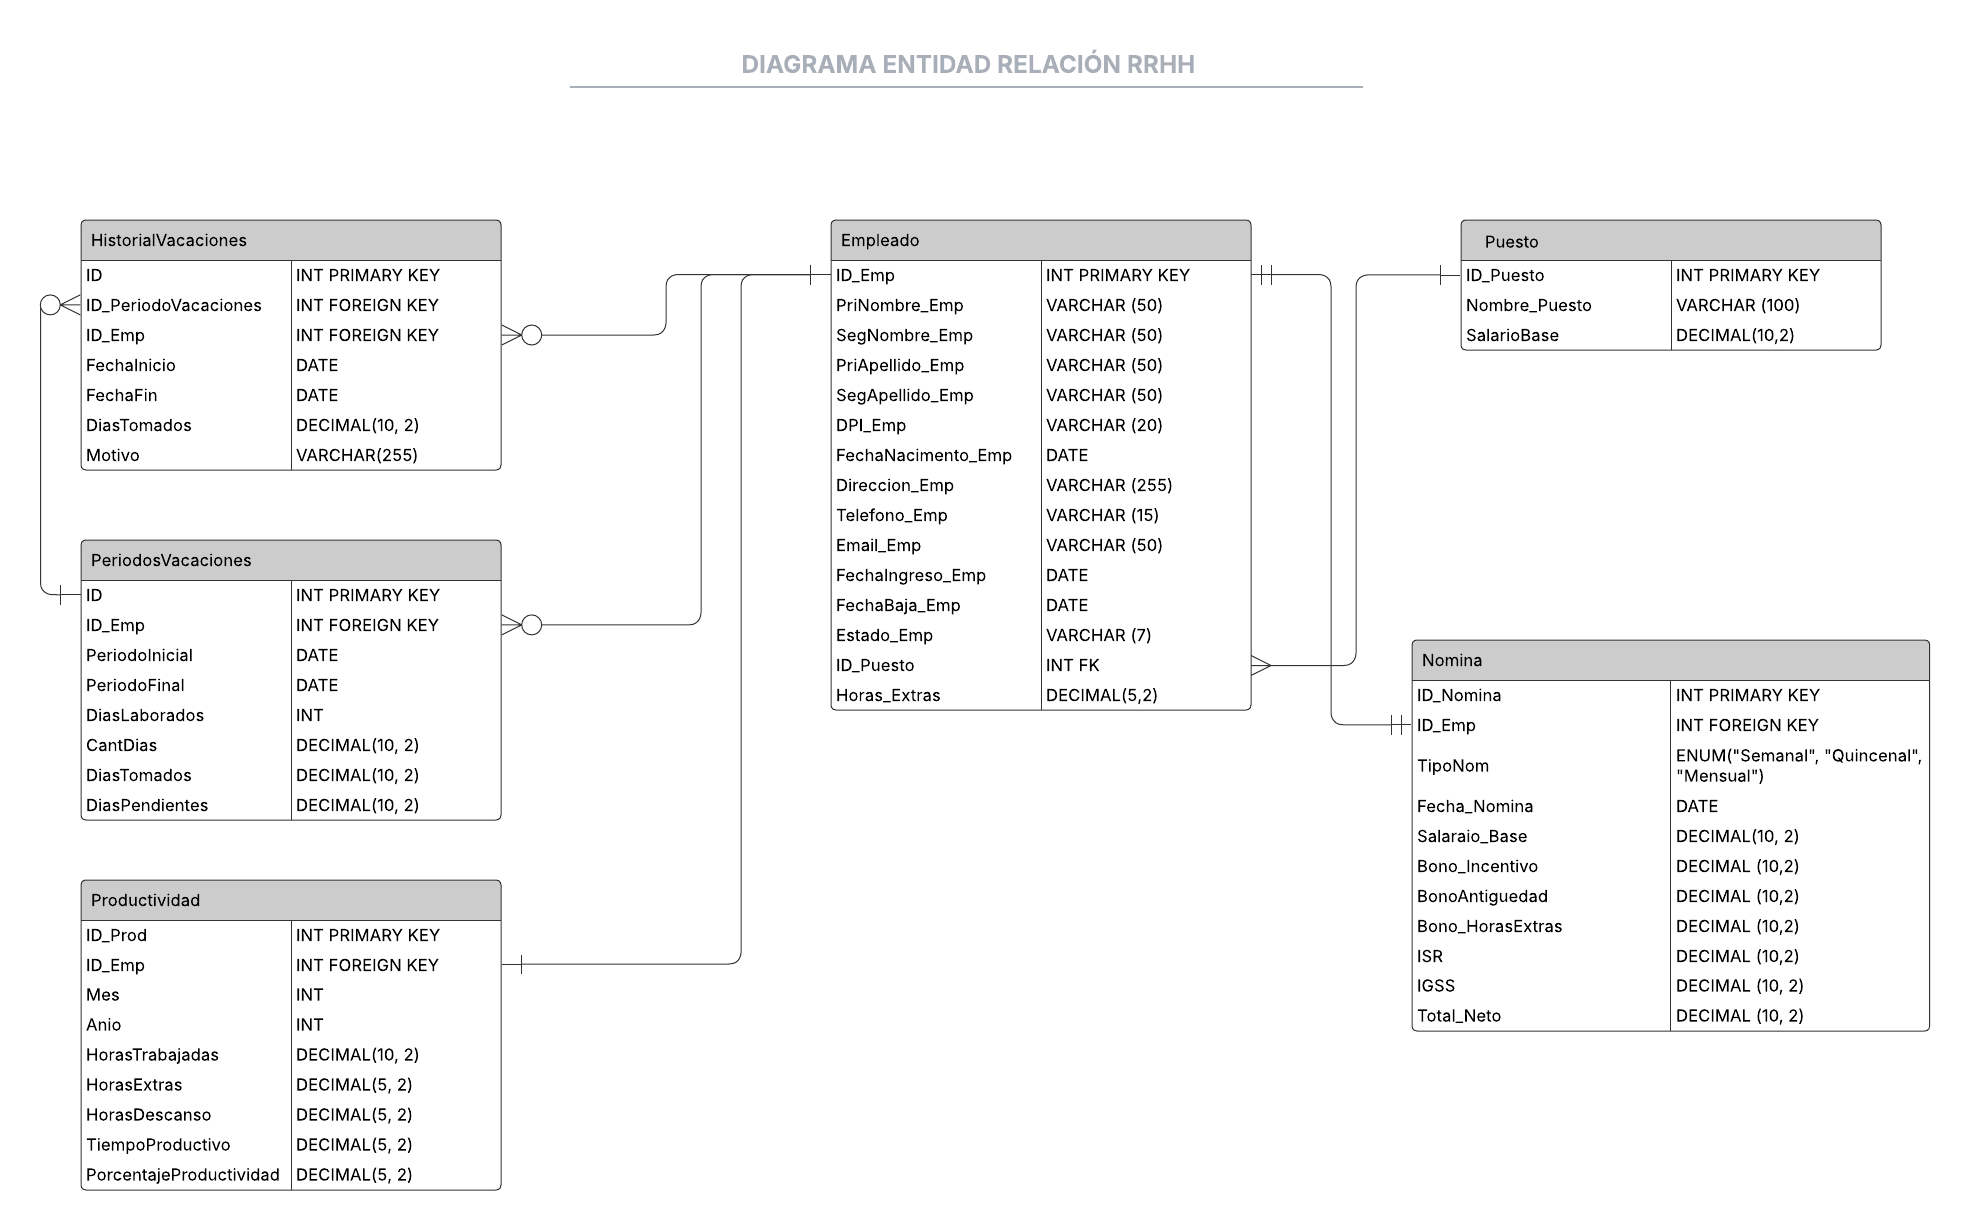 DIAGRAMA ENTIDAD RELACIÓN RRHH
HistorialVacaciones
ID INT PRIMARY KEY
ID_PeriodoVacaciones INT FOREIGN KEY
ID_Emp INT FOREIGN KEY
FechaInicio DATE
FechaFin DATE
DiasTomados DECIMAL(10, 2)
Motivo VARCHAR(255)
PeriodosVacaciones
ID INT PRIMARY KEY
ID_Emp INT FOREIGN KEY
PeriodoInicial DATE
PeriodoFinal DATE
DiasLaborados INT
CantDias DECIMAL(10, 2)
DiasTomados DECIMAL(10, 2)
DiasPendientes DECIMAL(10, 2)
Productividad
ID_Prod INT PRIMARY KEY
ID_Emp INT FOREIGN KEY
Mes INT
Anio INT
HorasTrabajadas DECIMAL(10, 2)
HorasExtras DECIMAL(5, 2)
HorasDescanso DECIMAL(5, 2)
TiempoProductivo DECIMAL(5, 2)
PorcentajeProductividad DECIMAL(5, 2)
Empleado
ID_Emp INT PRIMARY KEY
PriNombre_Emp VARCHAR (50)
SegNombre_Emp VARCHAR (50)
PriApellido_Emp VARCHAR (50)
SegApellido_Emp VARCHAR (50)
DPI_Emp VARCHAR (20)
FechaNacimento_Emp DATE
Direccion_Emp VARCHAR (255)
Telefono_Emp VARCHAR (15)
Email_Emp VARCHAR (50)
FechaIngreso_Emp DATE
FechaBaja_Emp DATE
Estado_Emp VARCHAR (7)
ID_Puesto INT FK
Horas_Extras DECIMAL(5,2)
Puesto
ID_Puesto INT PRIMARY KEY
Nombre_Puesto VARCHAR (100)
SalarioBase DECIMAL(10,2)
Nomina
ID_Nomina INT PRIMARY KEY
ID_Emp INT FOREIGN KEY
TipoNom ENUM("Semanal", "Quincenal",
"Mensual")
Fecha_Nomina DATE
Salaraio_Base DECIMAL(10, 2)
Bono_Incentivo DECIMAL (10,2)
BonoAntiguedad DECIMAL (10,2)
Bono_HorasExtras DECIMAL (10,2)
ISR DECIMAL (10,2)
IGSS DECIMAL (10, 2)
Total_Neto DECIMAL (10, 2)